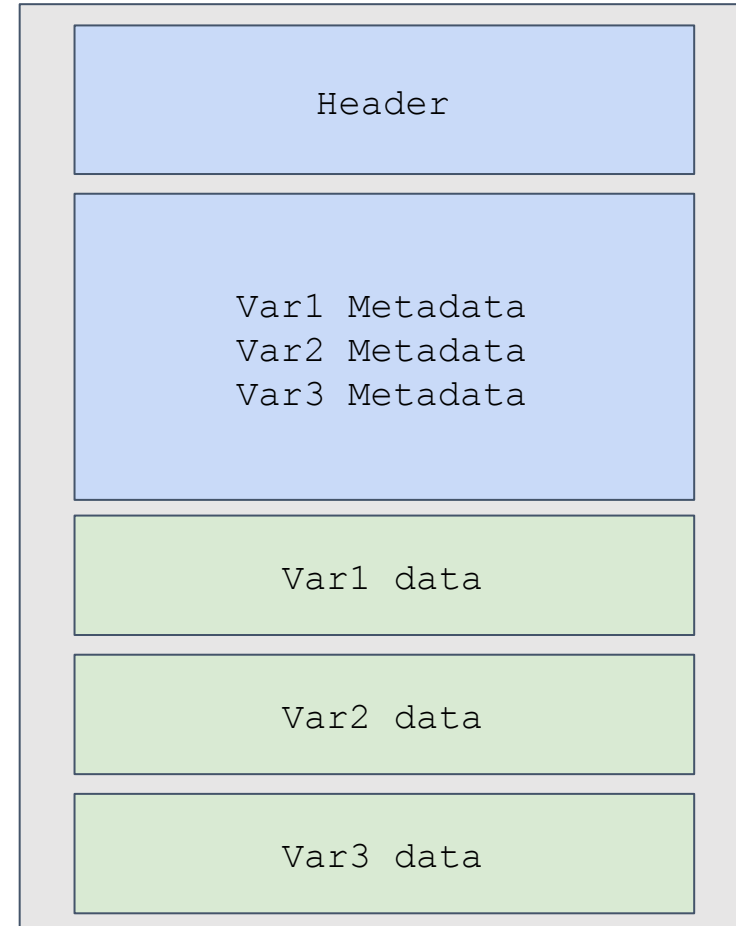 Header
Var1 Metadata
Var2 Metadata
Var3 Metadata
Var1 data
Var2 data
Var3 data